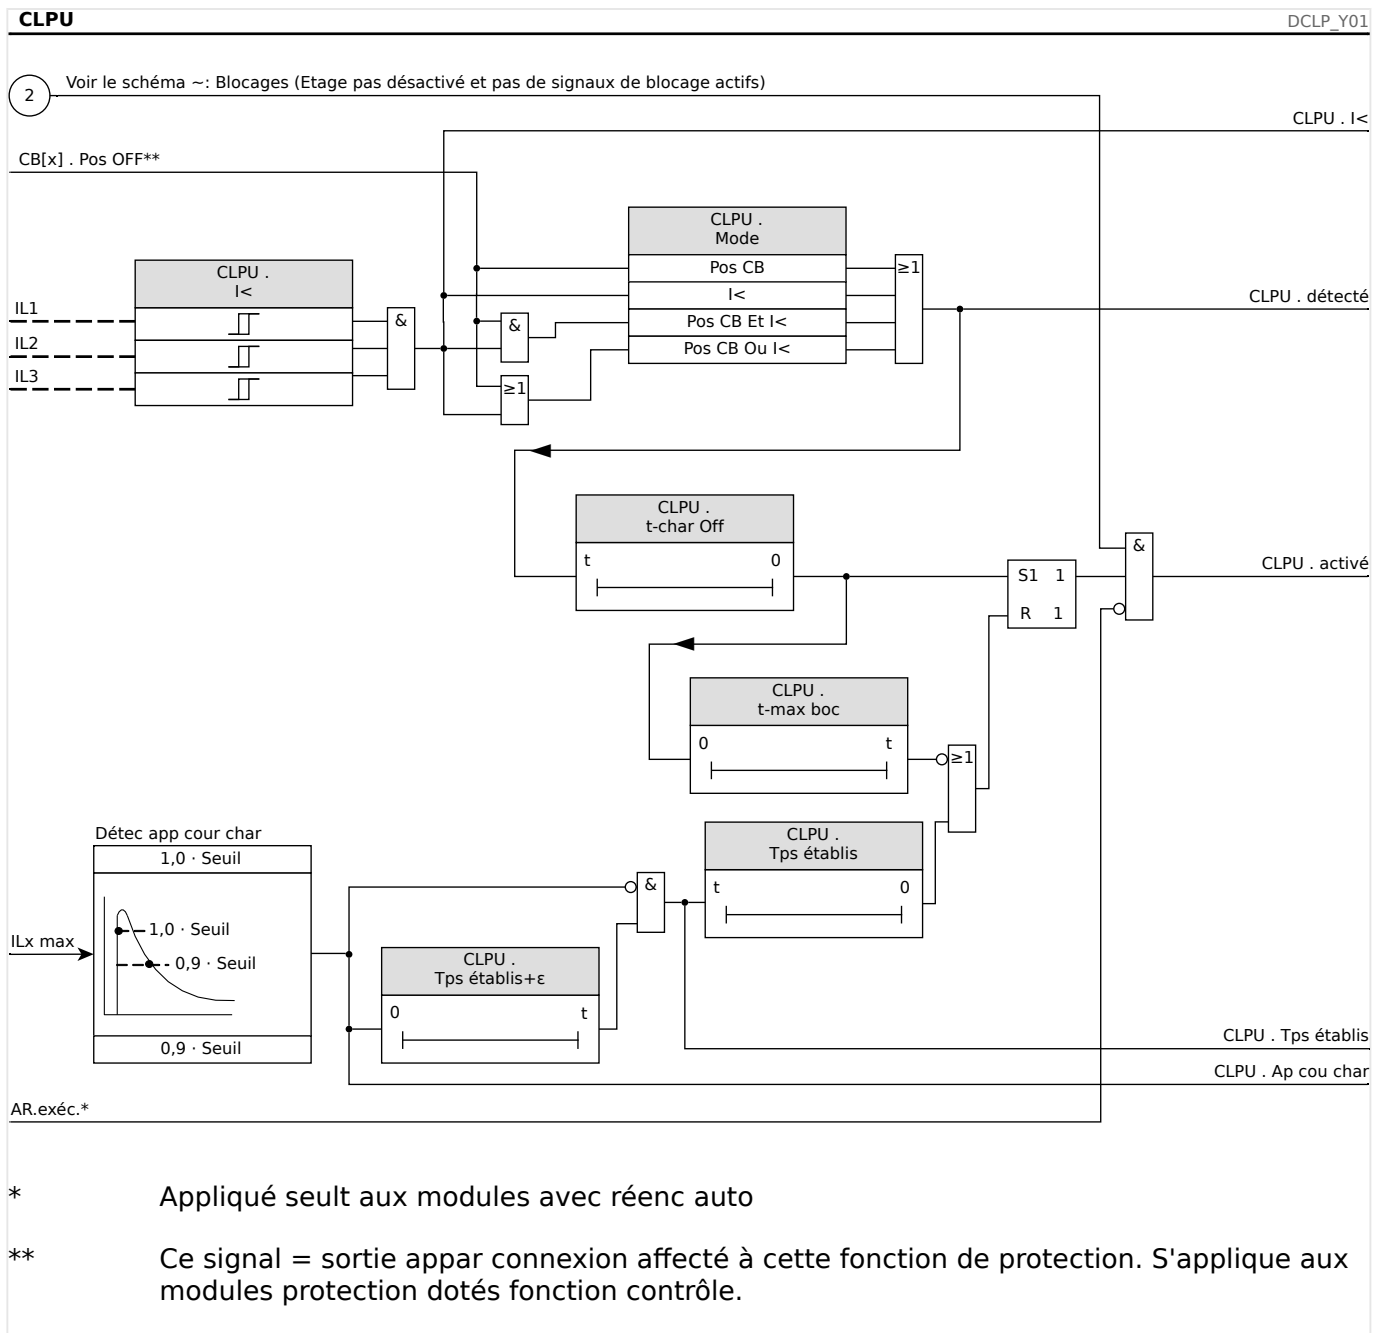 CLPU
DCLP_Y01
2
Voir le schéma ~: Blocages (Etage pas désactivé et pas de signaux de blocage actifs)
CLPU . I<
CB[x] . Pos OFF**
CLPU .
Mode
Pos CB
I<
Pos CB Et I<
Pos CB Ou I<
≥1
CLPU .
I<
IL1
IL2
IL3
&
&
≥1
CLPU . détecté
CLPU .
t-char Off
t 0
&
S1 1
R 1
CLPU . activé
CLPU .
t-max boc
0 t
≥1
CLPU .
Tps établis
t 0
Détec app cour char
1,0 · Seuil
1,0 · Seuil
0,9 · Seuil
0,9 · Seuil
ILx max
&
CLPU .
Tps établis+ε
0 t
CLPU . Tps établis
CLPU . Ap cou char
AR.exéc.*
* Appliqué seult aux modules avec réenc auto
** Ce signal = sortie appar connexion affecté à cette fonction de protection. S'applique aux
modules protection dotés fonction contrôle.